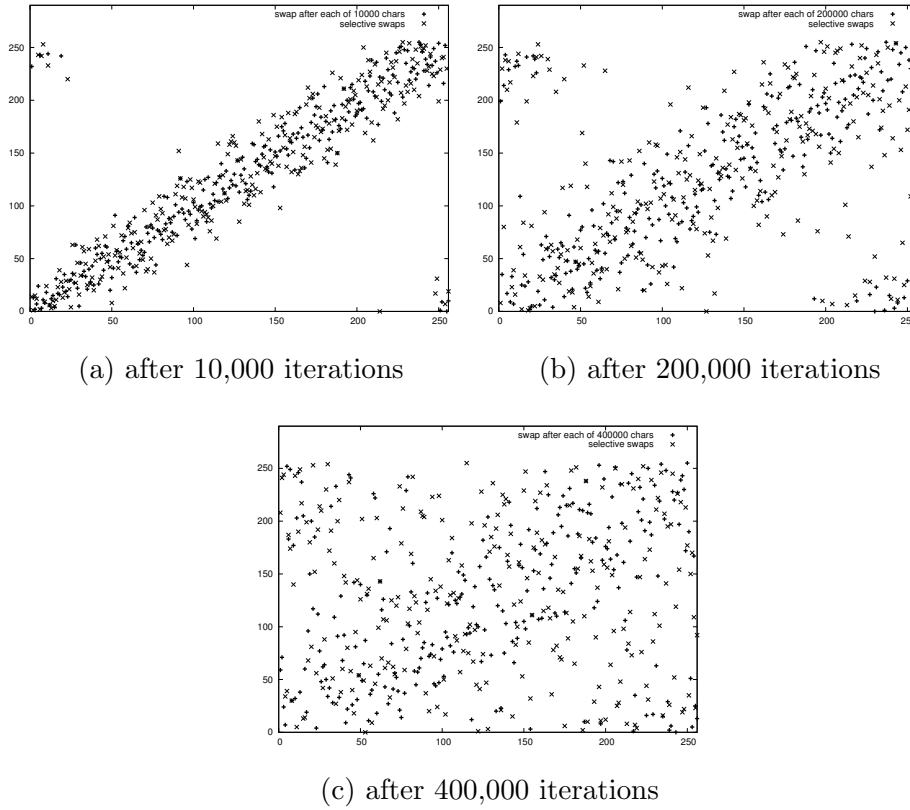 swap after each of 10000 chars
selective swaps
250
200
150
100
50
0
0 50 100 150 200 250
(a) after 10,000 iterations
swap after each of 200000 chars
selective swaps
250
200
150
100
50
0
0 50 100 150 200 250
(b) after 200,000 iterations
swap after each of 400000 chars
selective swaps
250
200
150
100
50
0
0 50 100 150 200 250
(c) after 400,000 iterations